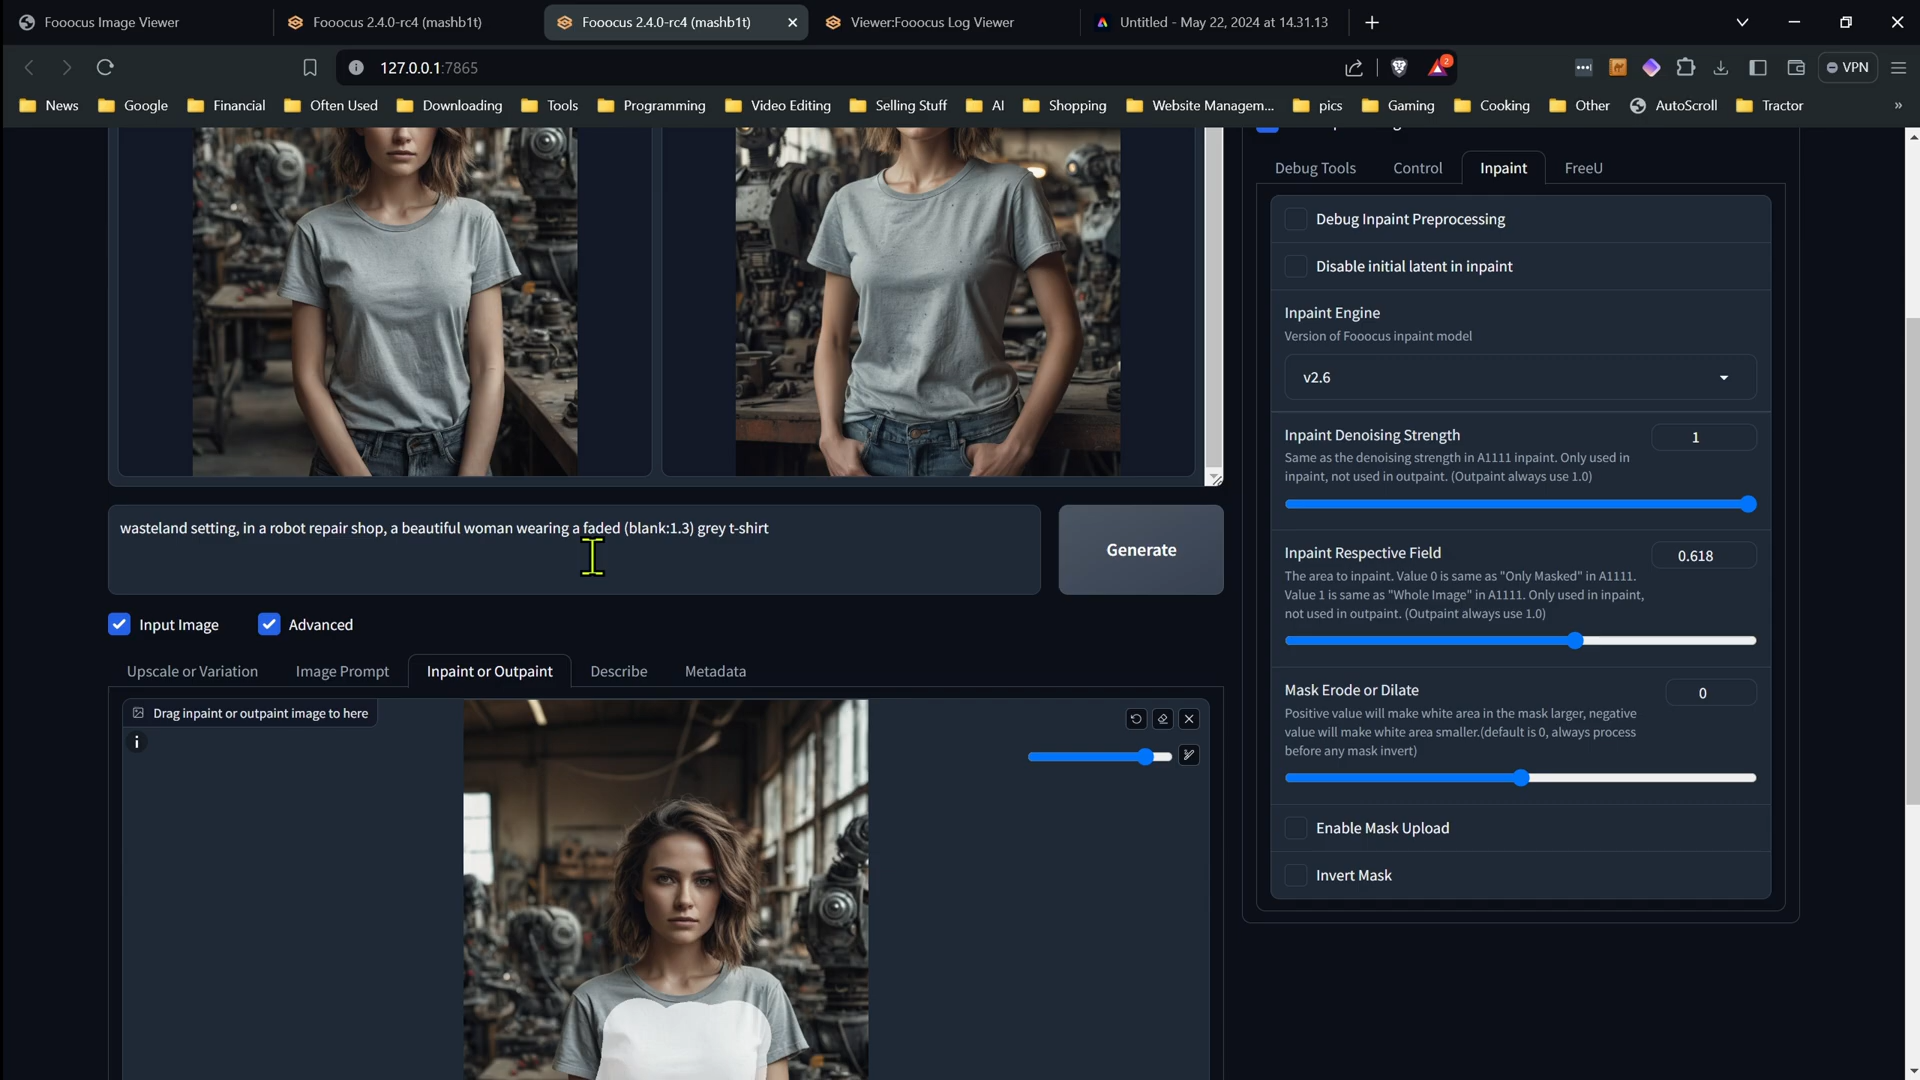 Fooocus Image Viewer
Fooocus 2.4.0-rc4 (mashb1t)
Fooocus 2.4.0-rc4 (mashb1t)
Viewer:Fooocus Log Viewer
Untitled - May 22, 2024 at 14.31.13
127.0.0.1:7865
2
VPN
News
Google
Financial
Often Used
Downloading
Tools
Programming
Video Editing
Selling Stuff
AI
Shopping
Website Managem...
pics
Gaming
Cooking
Other
AutoScroll
Tractor
»
Debug Tools
Control
Inpaint
FreeU
Debug Inpaint Preprocessing
Disable initial latent in inpaint
Inpaint Engine
Version of Fooocus inpaint model
v2.6
Inpaint Denoising Strength
1
Same as the denoising strength in A1111 inpaint. Only used in
inpaint, not used in outpaint. (Outpaint always use 1.0)
Inpaint Respective Field
0.618
The area to inpaint. Value 0 is same as "Only Masked" in A1111.
Value 1 is same as "Whole Image" in A1111. Only used in inpaint,
not used in outpaint. (Outpaint always use 1.0)
Mask Erode or Dilate
0
Positive value will make white area in the mask larger, negative
value will make white area smaller.(default is 0, always process
before any mask invert)
Enable Mask Upload
Invert Mask
wasteland setting, in a robot repair shop, a beautiful woman wearing a faded (blank:1.3) grey t-shirt
Generate
Input Image
Advanced
Upscale or Variation
Image Prompt
Inpaint or Outpaint
Describe
Metadata
Drag inpaint or outpaint image to here